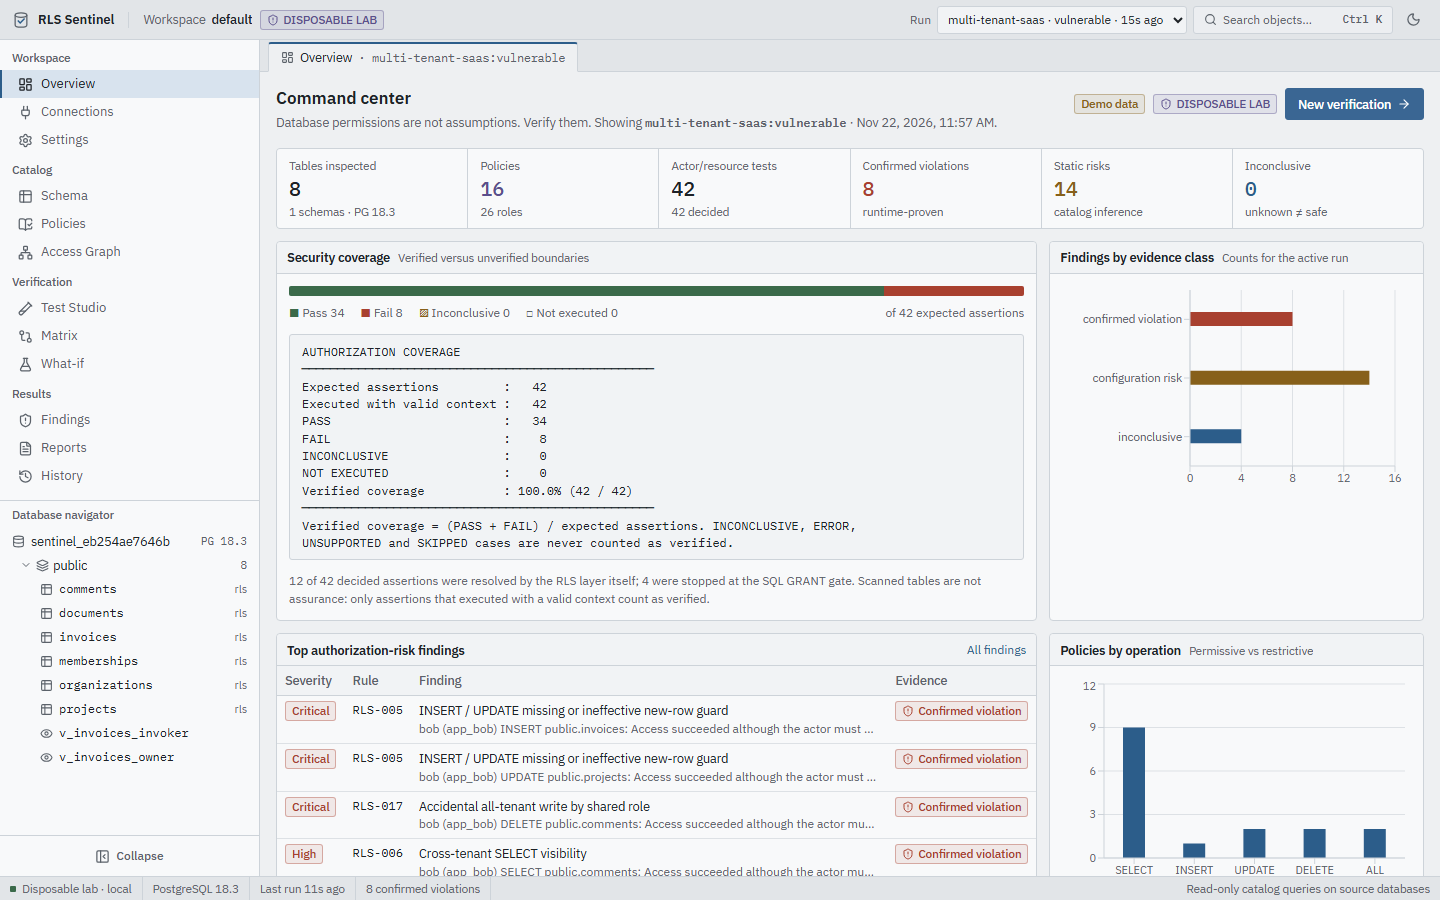 RLS Sentinel
Workspace default
DISPOSABLE LAB
Run
multi-tenant-saas · vulnerable · 15s ago
Search objects...
Ctrl K
Workspace
Overview
Connections
Settings
Catalog
Schema
Policies
Access Graph
Verification
Test Studio
Matrix
What-if
Results
Findings
Reports
History
Database navigator
sentinel_eb254ae7646b PG 18.3
public 8
comments rls
documents rls
invoices rls
memberships rls
organizations rls
projects rls
v_invoices_invoker
v_invoices_owner
Collapse
Overview · multi-tenant-saas:vulnerable
Command center
Database permissions are not assumptions. Verify them. Showing multi-tenant-saas:vulnerable · Nov 22, 2026, 11:57 AM.
Demo data
DISPOSABLE LAB
New verification →
Tables inspected
8
1 schemas · PG 18.3
Policies
16
26 roles
Actor/resource tests
42
42 decided
Confirmed violations
8
runtime-proven
Static risks
14
catalog inference
Inconclusive
0
unknown ≠ safe
Security coverage Verified versus unverified boundaries
Pass 34 Fail 8 Inconclusive 0 Not executed 0 of 42 expected assertions
AUTHORIZATION COVERAGE
Expected assertions : 42
Executed with valid context : 42
PASS : 34
FAIL : 8
INCONCLUSIVE : 0
NOT EXECUTED : 0
Verified coverage : 100.0% (42 / 42)
Verified coverage = (PASS + FAIL) / expected assertions. INCONCLUSIVE, ERROR,
UNSUPPORTED and SKIPPED cases are never counted as verified.
12 of 42 decided assertions were resolved by the RLS layer itself; 4 were stopped at the SQL GRANT gate. Scanned tables are not
assurance: only assertions that executed with a valid context count as verified.
Findings by evidence class Counts for the active run
confirmed violation
configuration risk
inconclusive
0 4 8 12 16
Top authorization-risk findings
All findings
Severity Rule Finding Evidence
Critical RLS-005 INSERT / UPDATE missing or ineffective new-row guard Confirmed violation
bob (app_bob) INSERT public.invoices: Access succeeded although the actor must ...
Critical RLS-005 INSERT / UPDATE missing or ineffective new-row guard Confirmed violation
bob (app_bob) UPDATE public.projects: Access succeeded although the actor must ...
Critical RLS-017 Accidental all-tenant write by shared role Confirmed violation
bob (app_bob) DELETE public.comments: Access succeeded although the actor mu...
High RLS-006 Cross-tenant SELECT visibility Confirmed violation
bob (app_bob) SELECT public.comments: Access succeeded although the actor mu...
Policies by operation Permissive vs restrictive
12
9
6
3
0
SELECT INSERT UPDATE DELETE ALL
Disposable lab · local
PostgreSQL 18.3
Last run 11s ago
8 confirmed violations
Read-only catalog queries on source databases